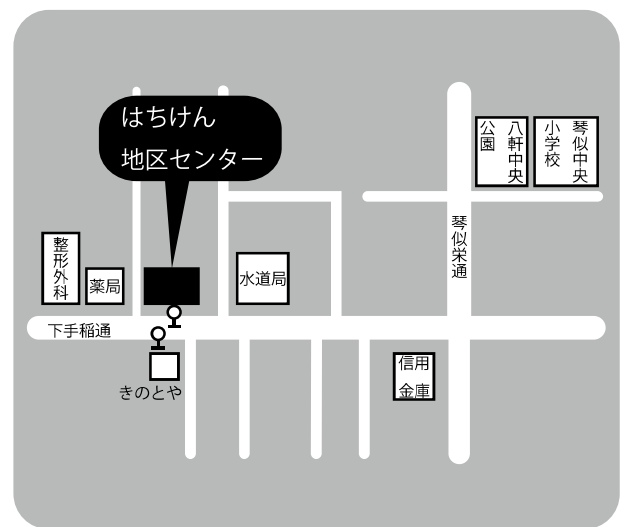 はちけん
地区センター
八軒中央
公園
琴似中央
小学校
琴似栄通
整形外科
薬局
水道局
下手稲通
きのとや
信用
金庫